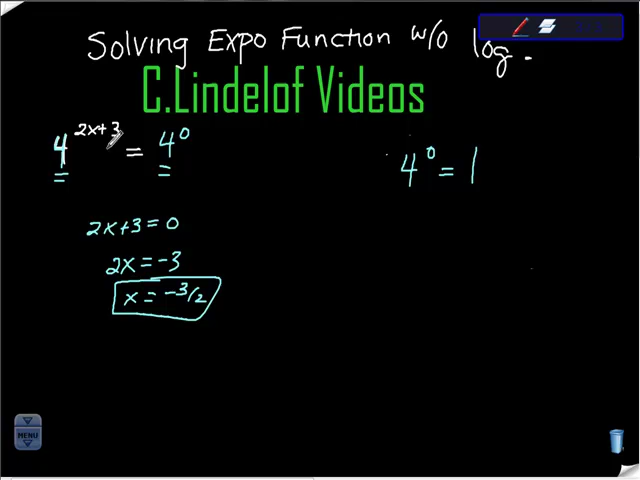 Solving Expo Function w/o log.
C.Lindelof Videos
4^(2x+3) = 4^0
4^0 = 1
2x+3 = 0
2x = -3
x = -3/2
MENU